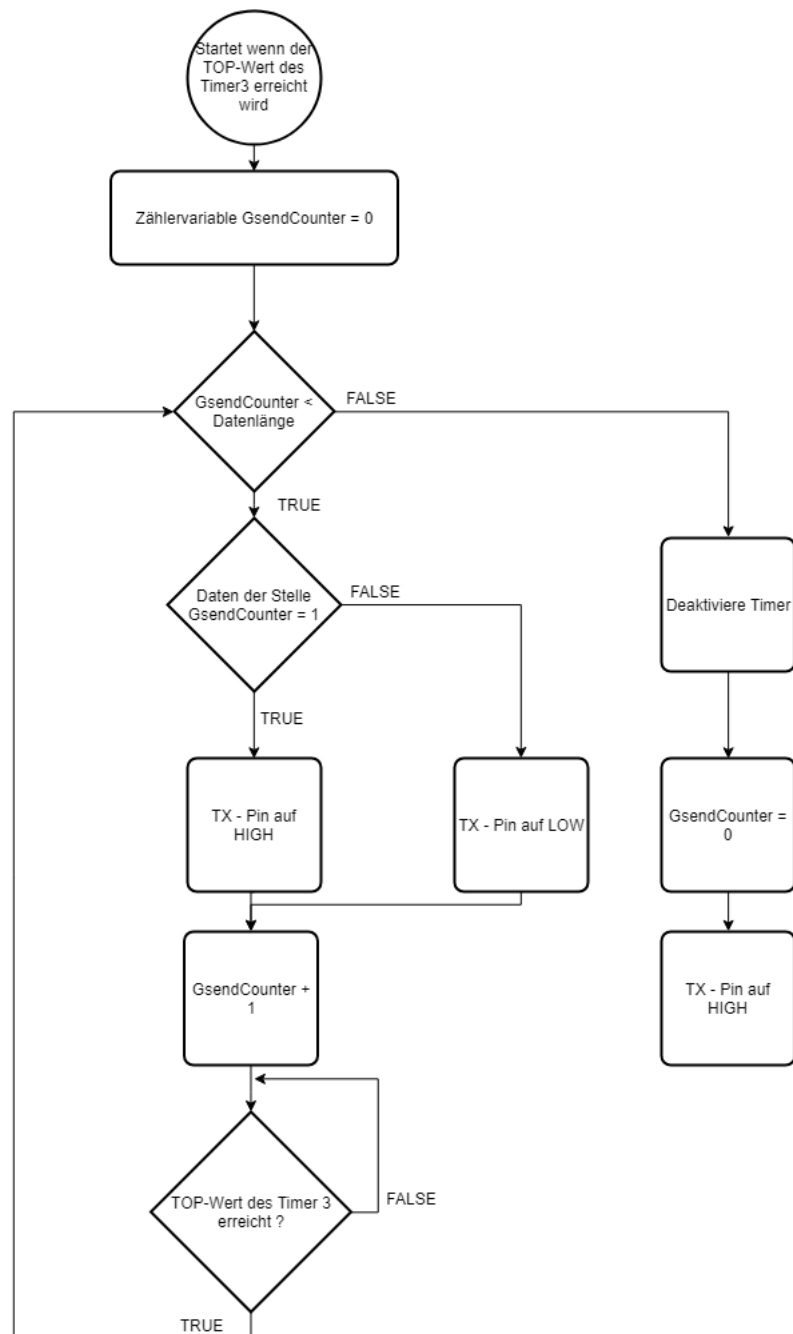 Startet wenn der
TOP-Wert des
Timer3 erreicht
wird
Zählervariable GsendCounter = 0
GsendCounter <
Datenlänge
FALSE
TRUE
Daten der Stelle
GsendCounter = 1
FALSE
Deaktiviere Timer
TRUE
TX - Pin auf
HIGH
TX - Pin auf LOW
GsendCounter =
0
GsendCounter +
1
TX - Pin auf
HIGH
TOP-Wert des Timer 3
erreicht ?
FALSE
TRUE